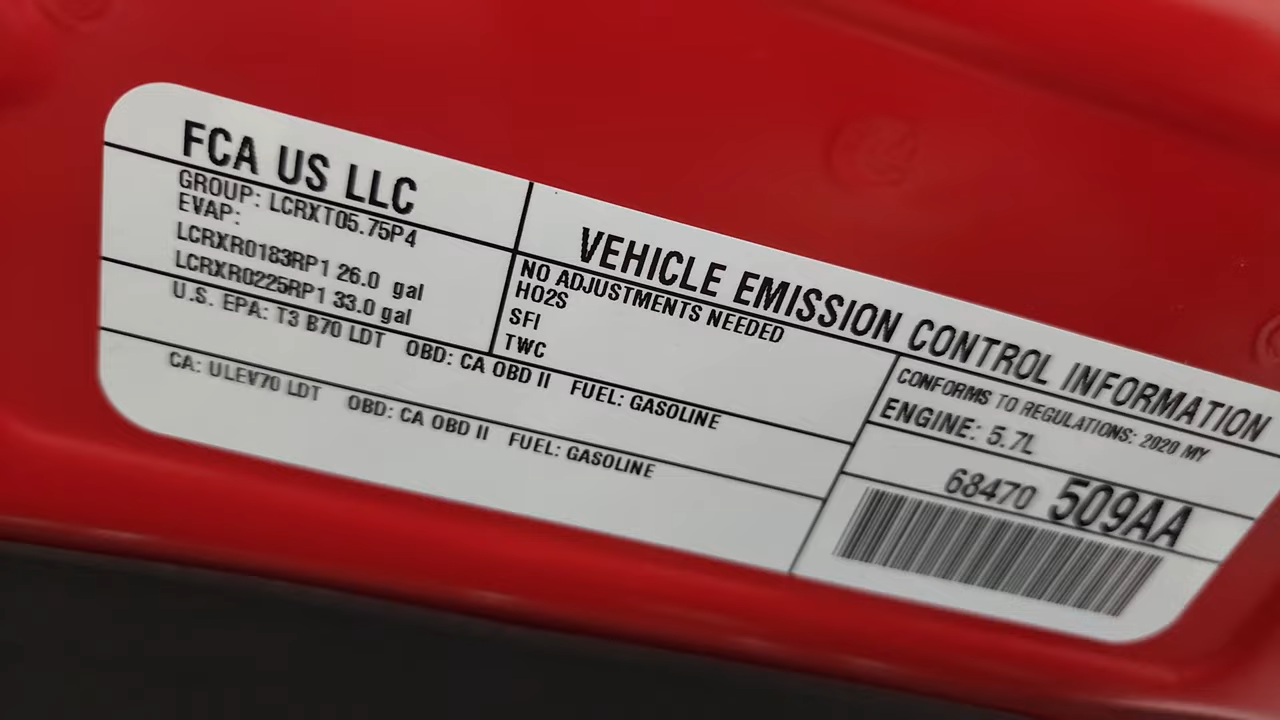 FCA US LLC
GROUP: LCRXT05.75P4
EVAP:
LCRXR0183RP1 26.0 gal
LCRXR0225RP1 33.0 gal
U.S. EPA: T3 B70 LDT OBD: CA OBD II FUEL: GASOLINE
CA: ULEV70 LDT OBD: CA OBD II FUEL: GASOLINE
VEHICLE EMISSION CONTROL INFORMATION
NO ADJUSTMENTS NEEDED
HO2S
SFI
TWC
CONFORMS TO REGULATIONS: 2020 MY
ENGINE: 5.7L
68470 509AA